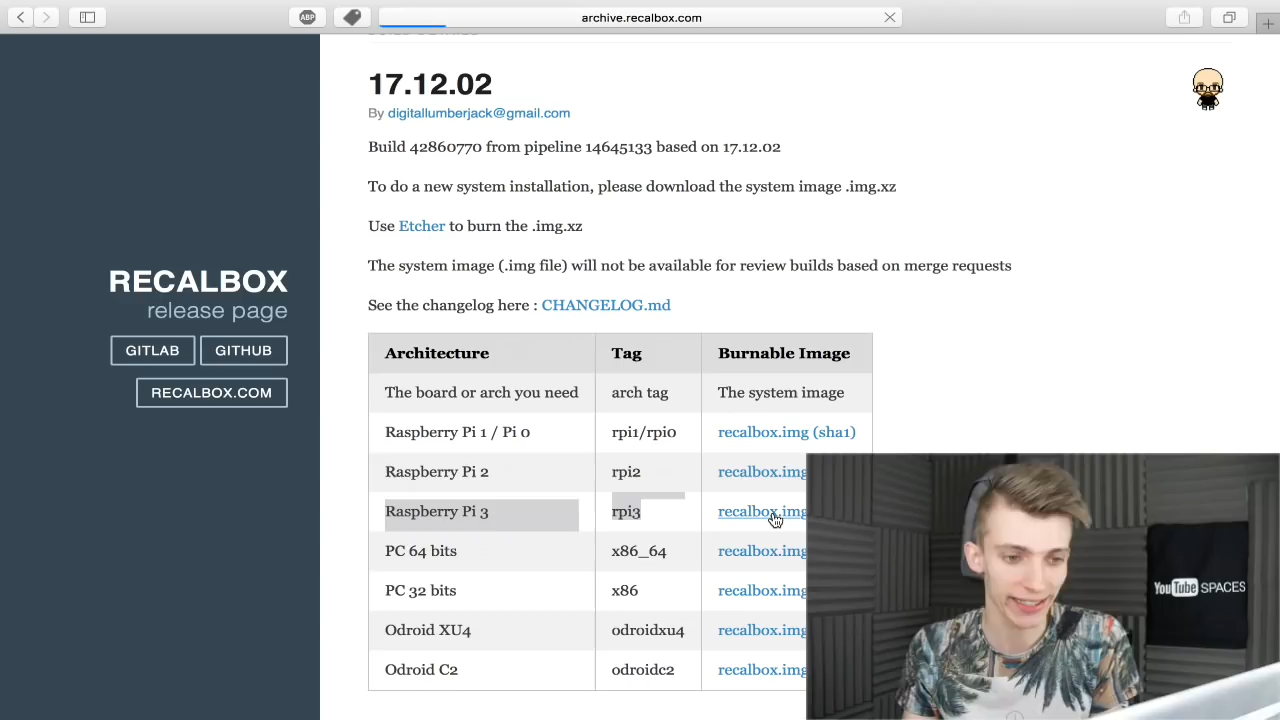 ABP
archive.recalbox.com
17.12.02
By digitallumberjack@gmail.com
Build 42860770 from pipeline 14645133 based on 17.12.02
To do a new system installation, please download the system image .img.xz
Use Etcher to burn the .img.xz
The system image (.img file) will not be available for review builds based on merge requests
See the changelog here : CHANGELOG.md
RECALBOX
release page
GITLAB GITHUB
RECALBOX.COM
Architecture Tag Burnable Image
The board or arch you need arch tag The system image
Raspberry Pi 1 / Pi 0 rpi1/rpi0 recalbox.img (sha1)
Raspberry Pi 2 rpi2 recalbox.img
Raspberry Pi 3 rpi3 recalbox.img
PC 64 bits x86_64 recalbox.img
PC 32 bits x86 recalbox.img
Odroid XU4 odroidxu4 recalbox.img
Odroid C2 odroidc2 recalbox.img
YouTube SPACES